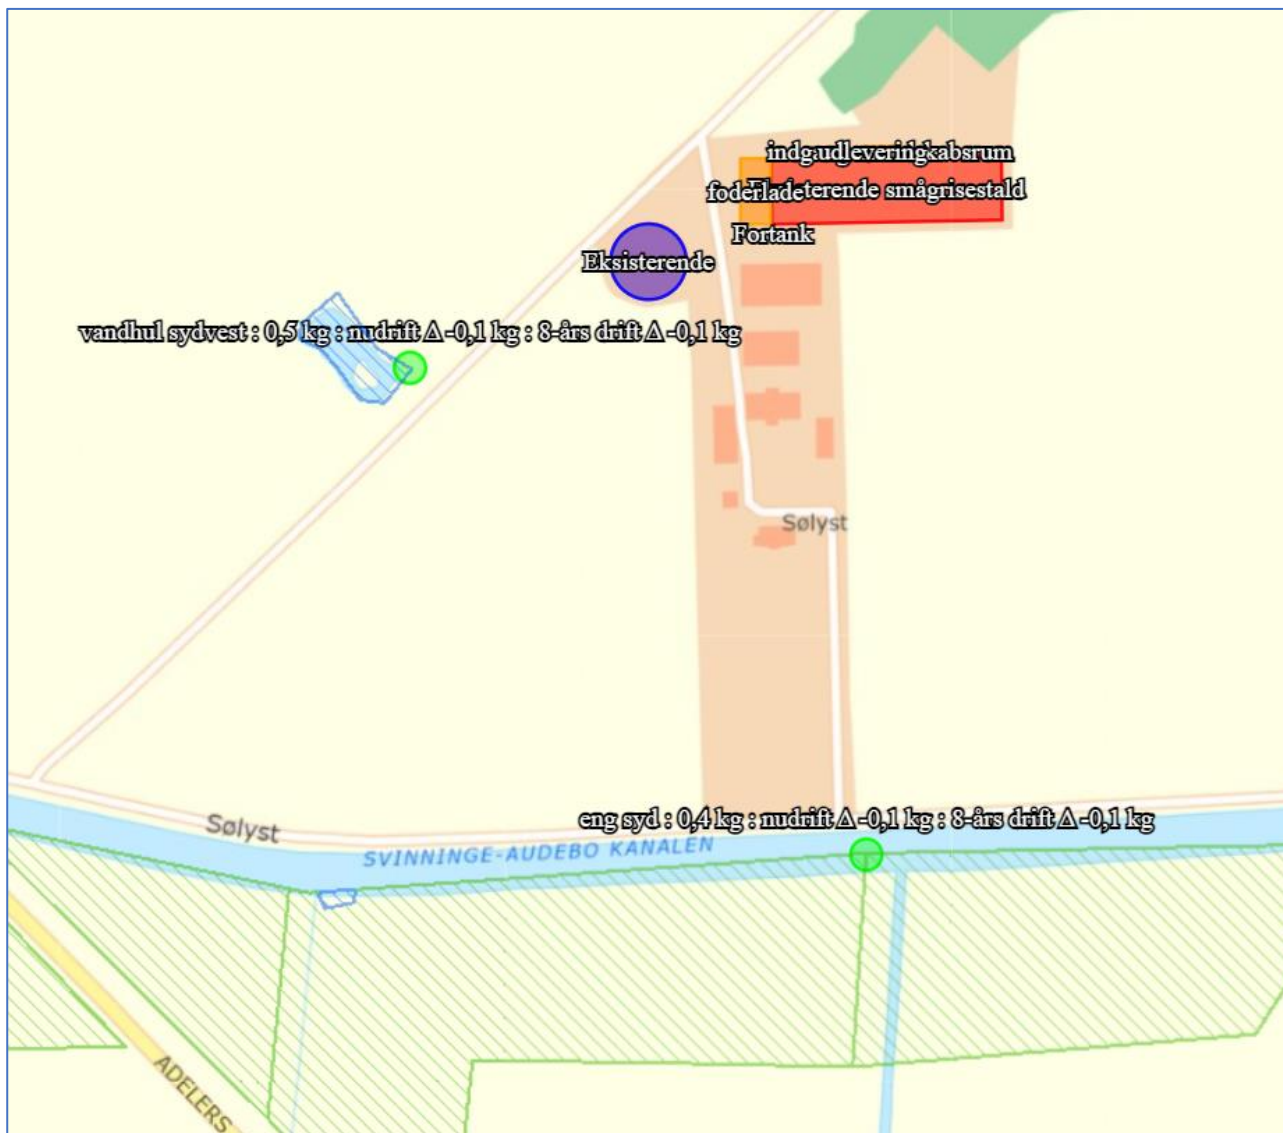 smågrisestald
foderlade
Fortank
Eksisterende
vandhul sydvest : 0,5 kg : nudrift Δ -0,1 kg : 8-års drift Δ -0,1 kg
Sølyst
eng syd : 0,4 kg : nudrift Δ -0,1 kg : 8-års drift Δ -0,1 kg
Sølyst
SVINNINGE-AUDEBO KANALEN
ADELERS